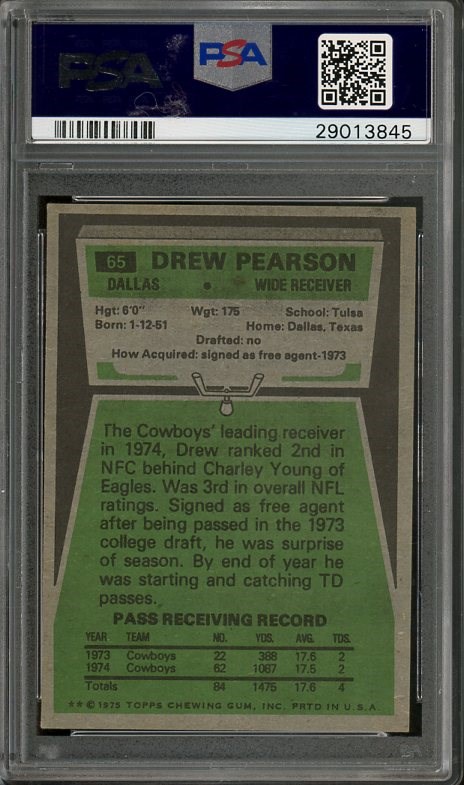 PSA
PSA
29013845
65 DREW PEARSON
DALLAS • WIDE RECEIVER
Hgt: 6'0" Wgt: 175 School: Tulsa
Born: 1-12-51 Home: Dallas, Texas
Drafted: no
How Acquired: signed as free agent-1973
The Cowboys' leading receiver
in 1974, Drew ranked 2nd in
NFC behind Charley Young of
Eagles. Was 3rd in overall NFL
ratings. Signed as free agent
after being passed in the 1973
college draft, he was surprise
of season. By end of year he
was starting and catching TD
passes.
PASS RECEIVING RECORD
YEAR TEAM NO. YDS. AVG. TDS.
1973 Cowboys 22 388 17.6 2
1974 Cowboys 62 1087 17.5 2
Totals 84 1475 17.6 4
** © 1975 TOPPS CHEWING GUM, INC. PRTD IN U.S.A.